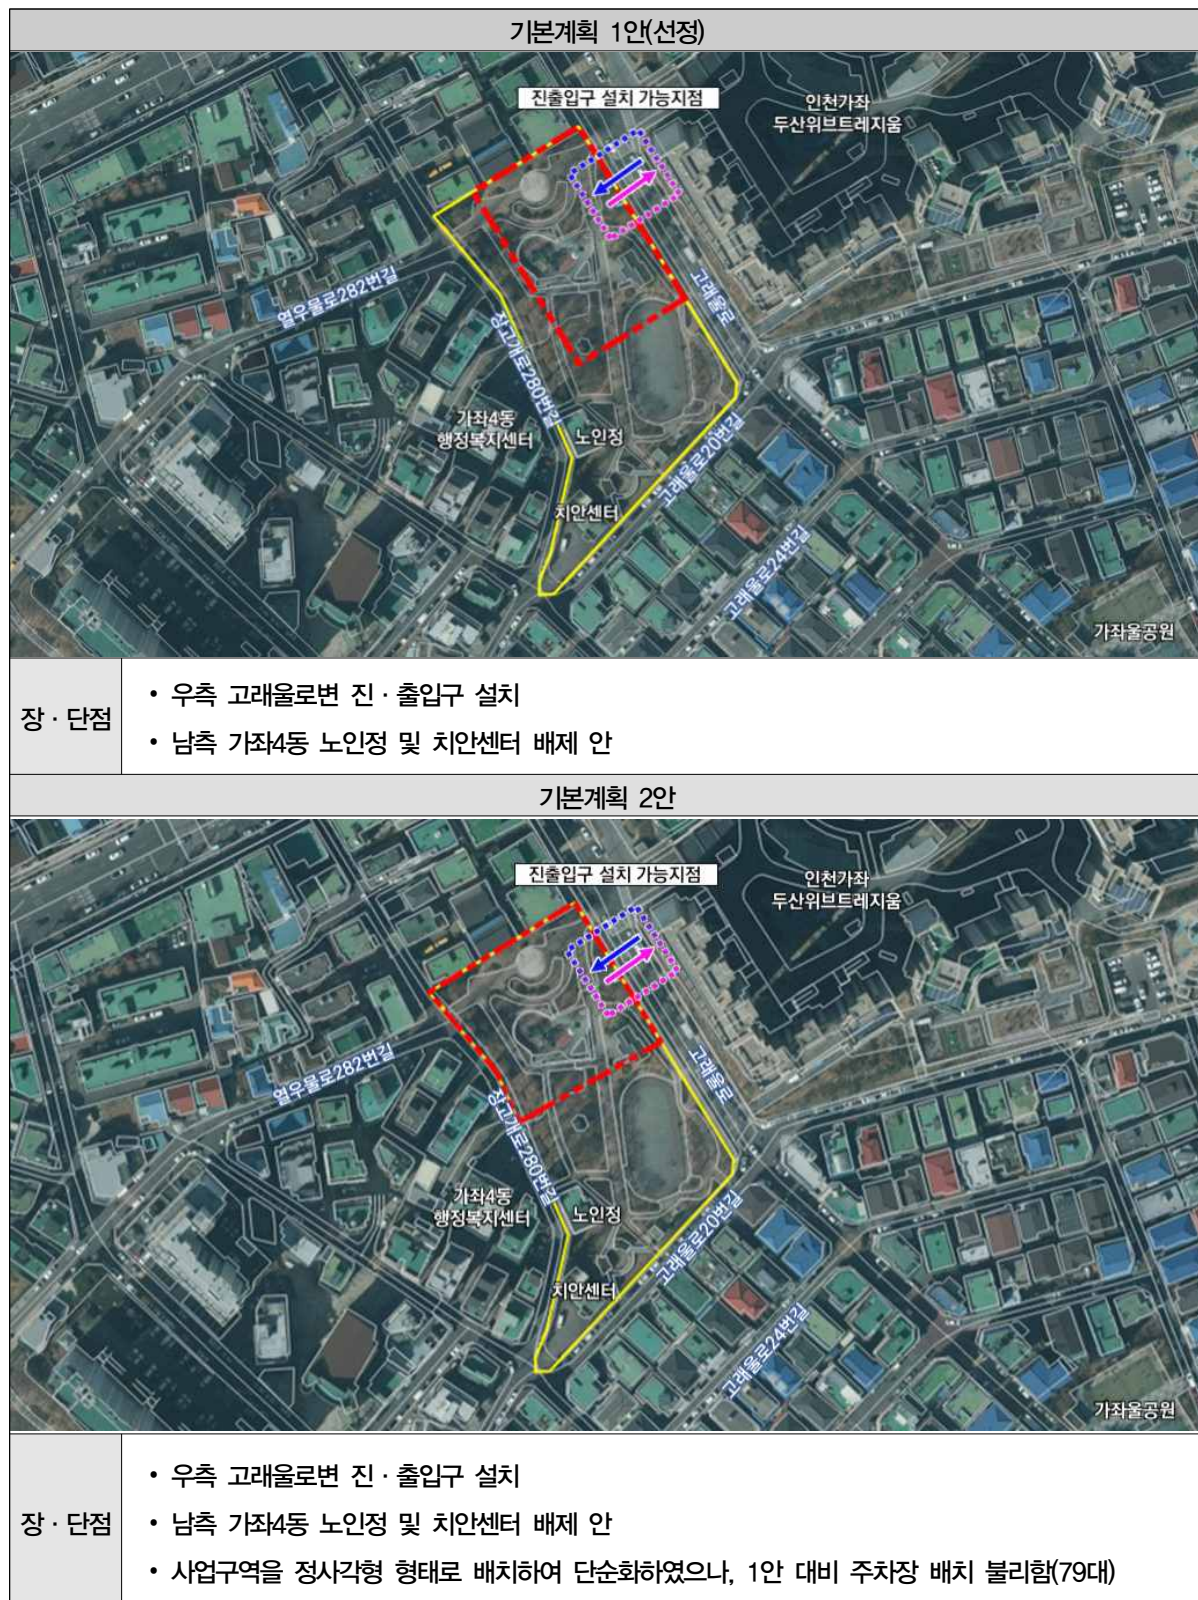 기본계획 1안(선정)
진출입구 설치 가능지점
인천가좌
두산위브트레지움
열우물로282번길
고래울로
장고개로280번길
가좌4동
행정복지센터
노인정
고래울로20번길
치안센터
고래울로24번길
가좌울공원
장 · 단점
• 우측 고래울로변 진 · 출입구 설치
• 남측 가좌4동 노인정 및 치안센터 배제 안
기본계획 2안
진출입구 설치 가능지점
인천가좌
두산위브트레지움
열우물로282번길
고래울로
장고개로280번길
가좌4동
행정복지센터
노인정
고래울로20번길
치안센터
고래울로24번길
가좌울공원
장 · 단점
• 우측 고래울로변 진 · 출입구 설치
• 남측 가좌4동 노인정 및 치안센터 배제 안
• 사업구역을 정사각형 형태로 배치하여 단순화하였으나, 1안 대비 주차장 배치 불리함(79대)